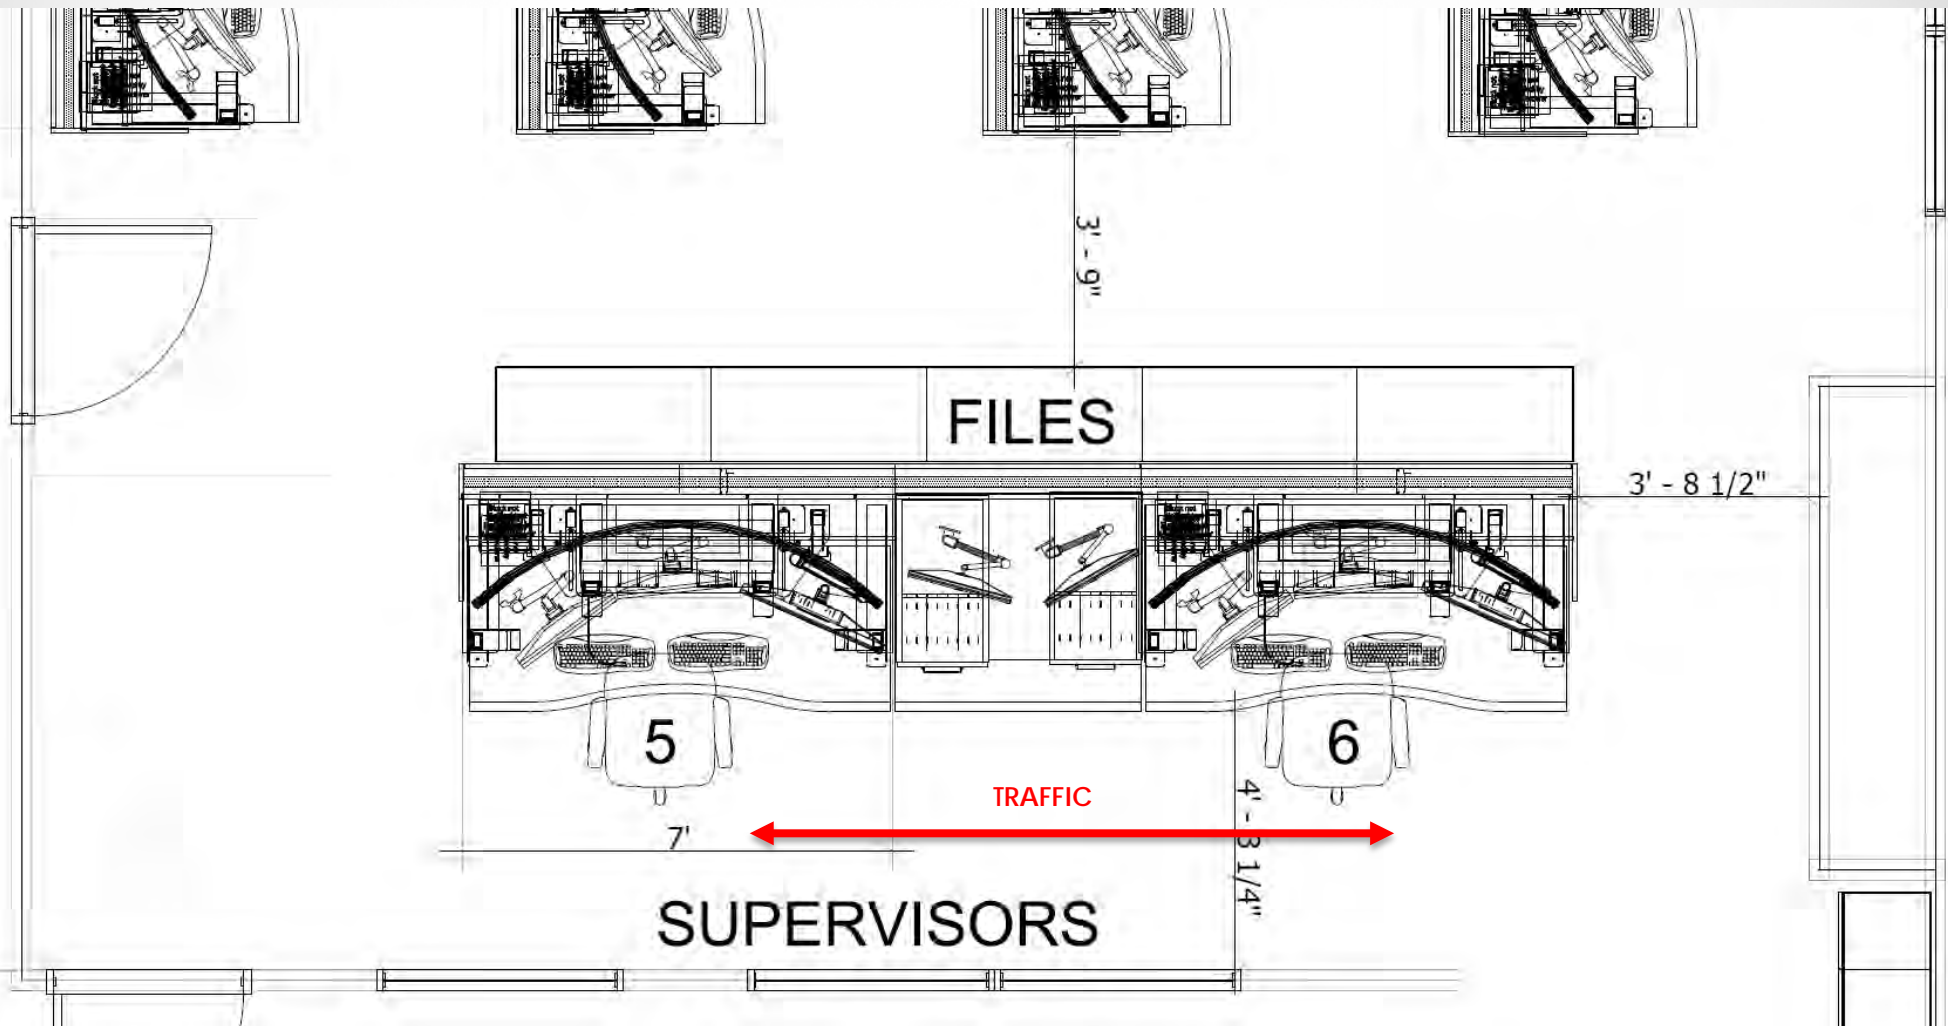 3' - 9"
FILES
3' - 8 1/2"
5
6
TRAFFIC
7'
4' - 3 1/4"
SUPERVISORS